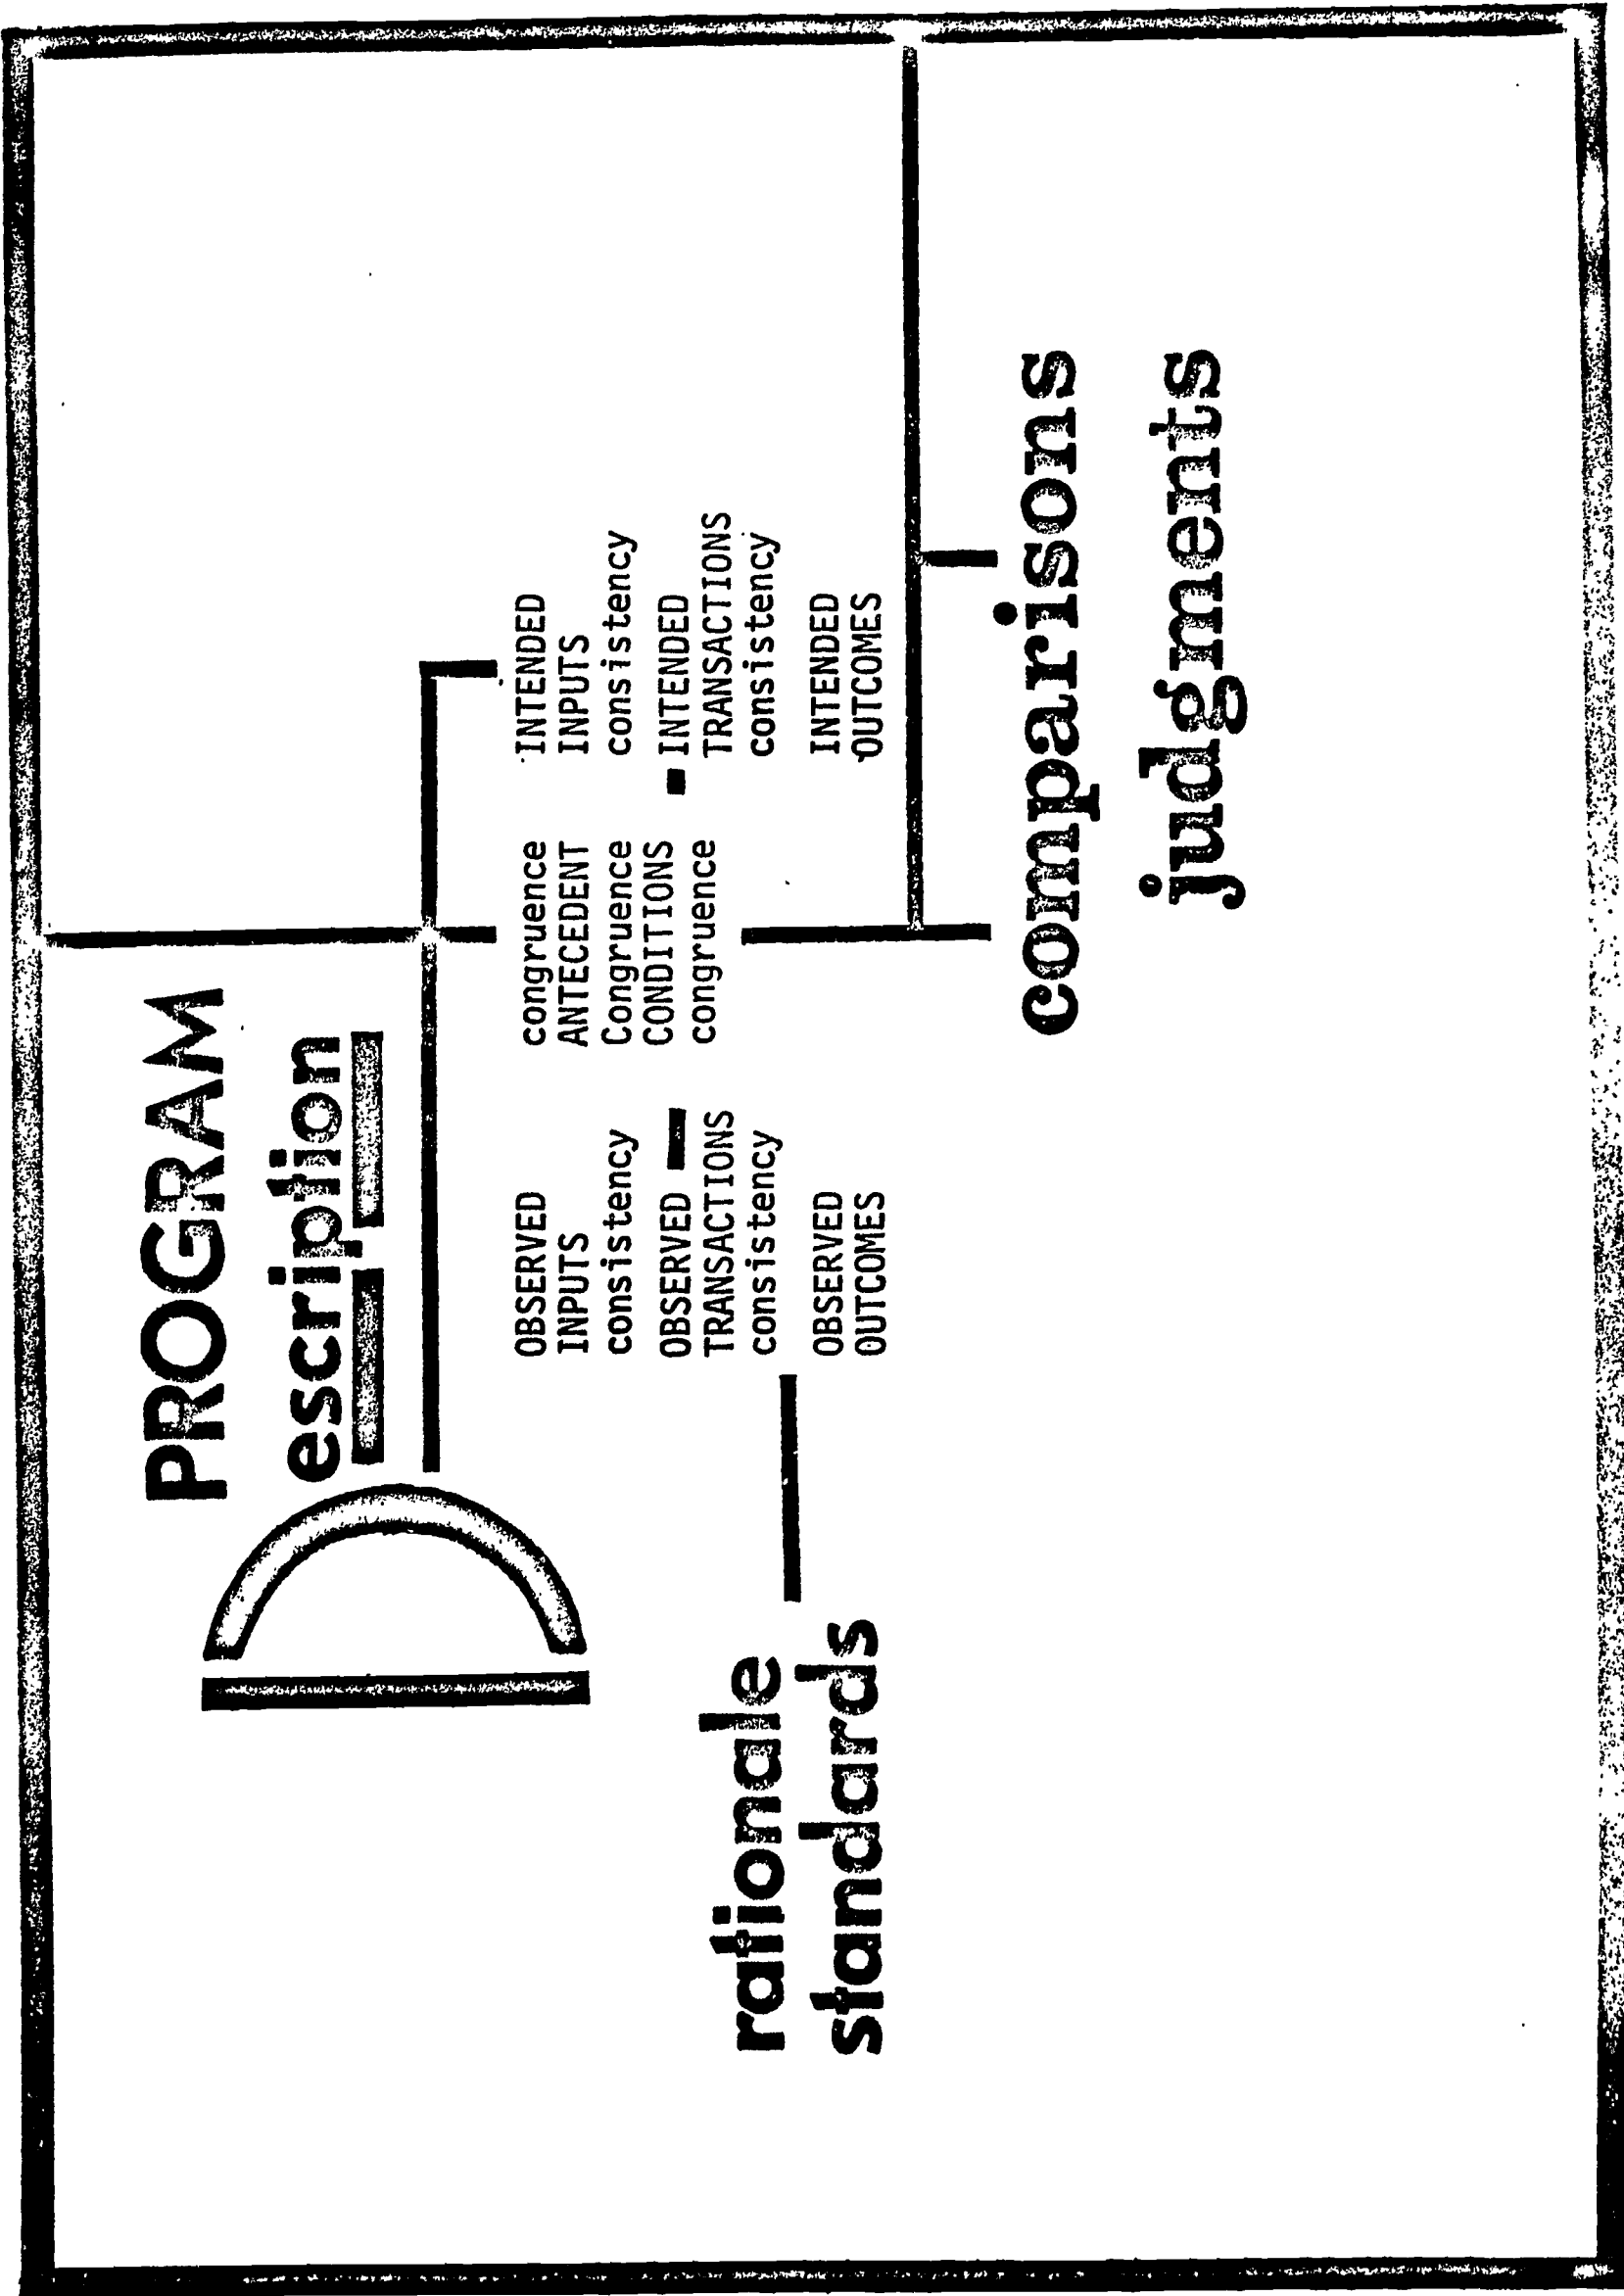 PROGRAM
Description
OBSERVED
INPUTS
consistency
OBSERVED
TRANSACTIONS
consistency
OBSERVED
OUTCOMES
congruence
ANTECEDENT
Congruence
CONDITIONS
congruence
INTENDED
INPUTS
consistency
INTENDED
TRANSACTIONS
consistency
INTENDED
OUTCOMES
rationale
standards
comparisons
judgments